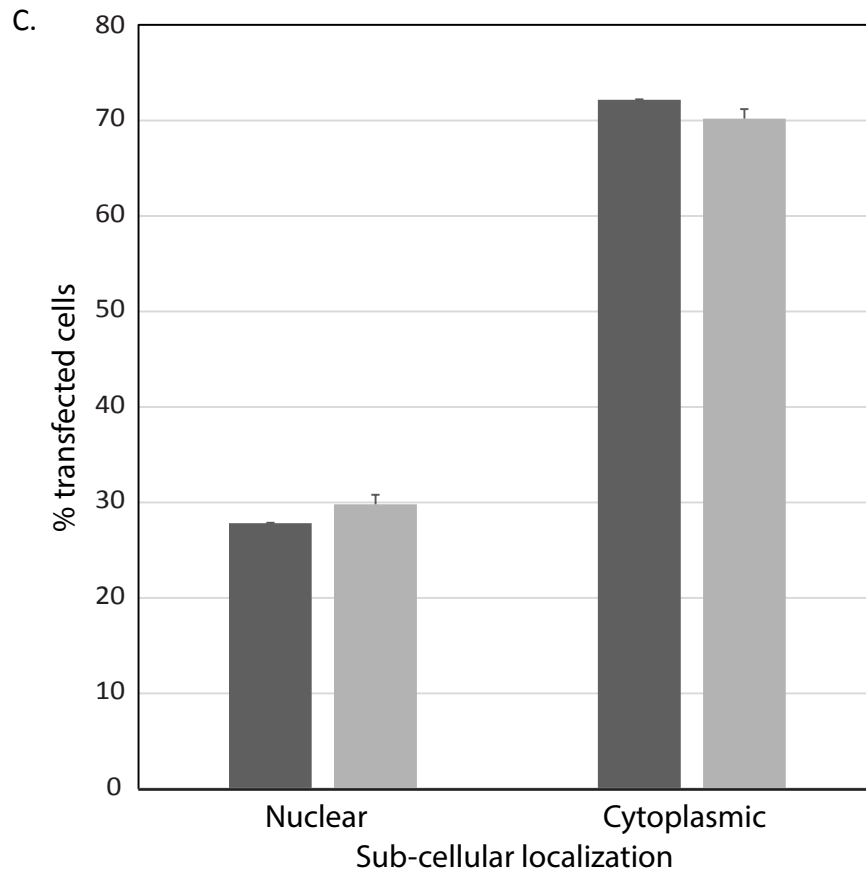 C.
80
70
60
50
40
30
20
10
0
% transfected cells
Nuclear
Cytoplasmic
Sub-cellular localization